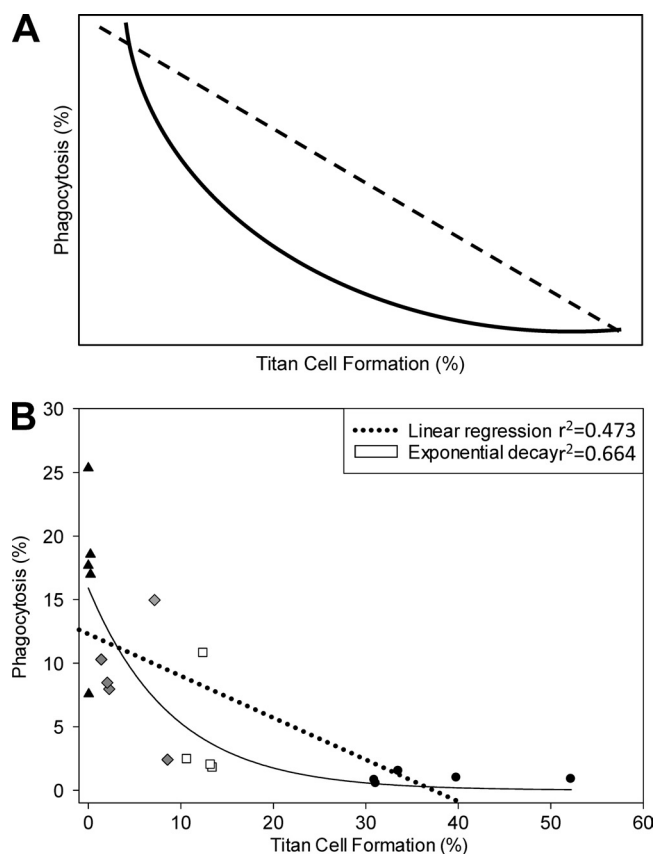 A
Phagocytosis (%)
Titan Cell Formation (%)
B
30
25
20
15
10
5
0
Phagocytosis (%)
Linear regression r²=0.473
Exponential decayr²=0.664
0 10 20 30 40 50 60
Titan Cell Formation (%)